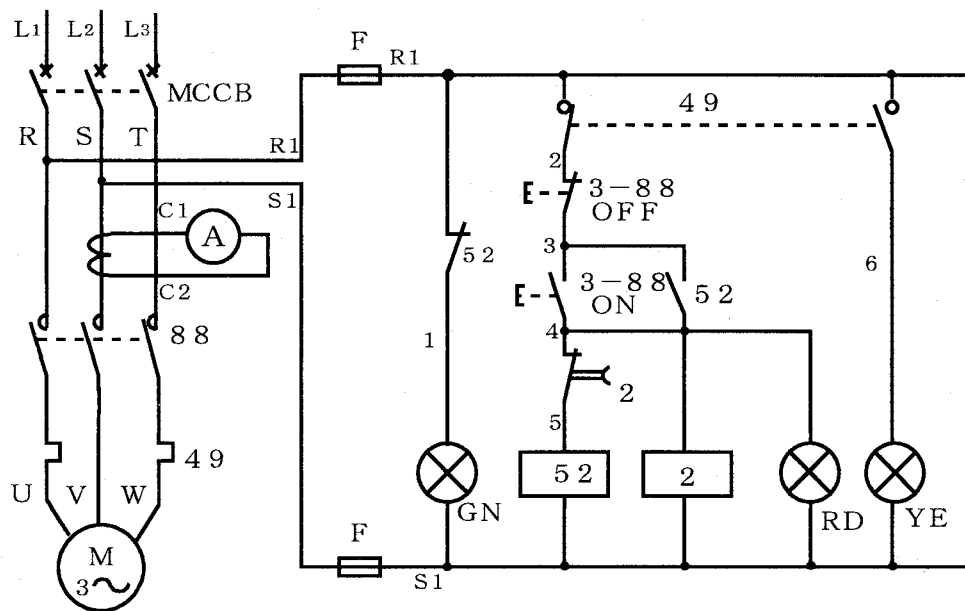 L1 L2 L3
MCCB
R S T
F
R1
R1
S1
C1
A
C2
88
49
U V W
M
3
F
S1
52
1
GN
49
2
3-88
OFF
3
3-88
ON
52
4
2
5
52
2
RD
6
YE